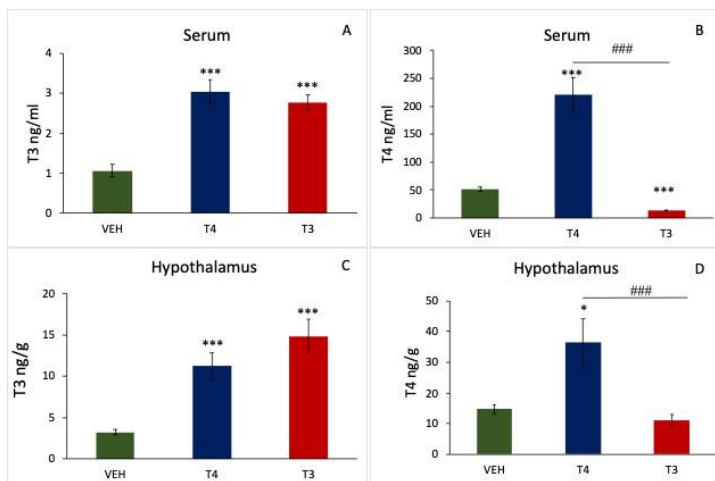 Serum
A
T3 ng/ml
4
3
2
1
0
***
***
VEH
T4
T3
Serum
B
T4 ng/ml
300
250
200
150
100
50
0
###
***
***
VEH
T4
T3
Hypothalamus
C
T3 ng/g
20
15
10
5
0
***
***
VEH
T4
T3
Hypothalamus
D
T4 ng/g
50
40
30
20
10
0
###
*
VEH
T4
T3